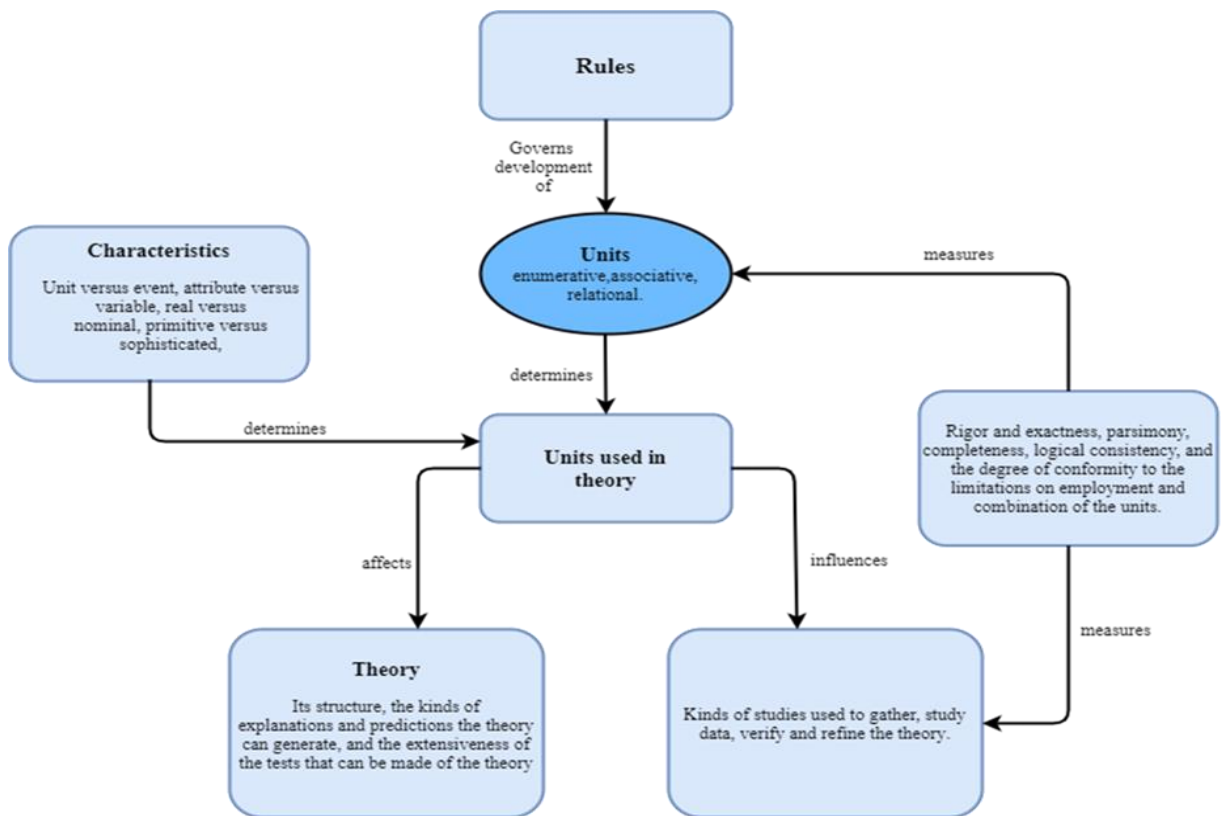 Rules
Governs
development
of
Characteristics
Unit versus event, attribute versus
variable, real versus
nominal, primitive versus
sophisticated,
Units
enumerative,associative,
relational.
measures
determines
determines
Units used in
theory
Rigor and exactness, parsimony,
completeness, logical consistency, and
the degree of conformity to the
limitations on employment and
combination of the units.
affects
influences
measures
Theory
Its structure, the kinds of
explanations and predictions the theory
can generate, and the extensiveness of
the tests that can be made of the theory
Kinds of studies used to gather, study
data, verify and refine the theory.